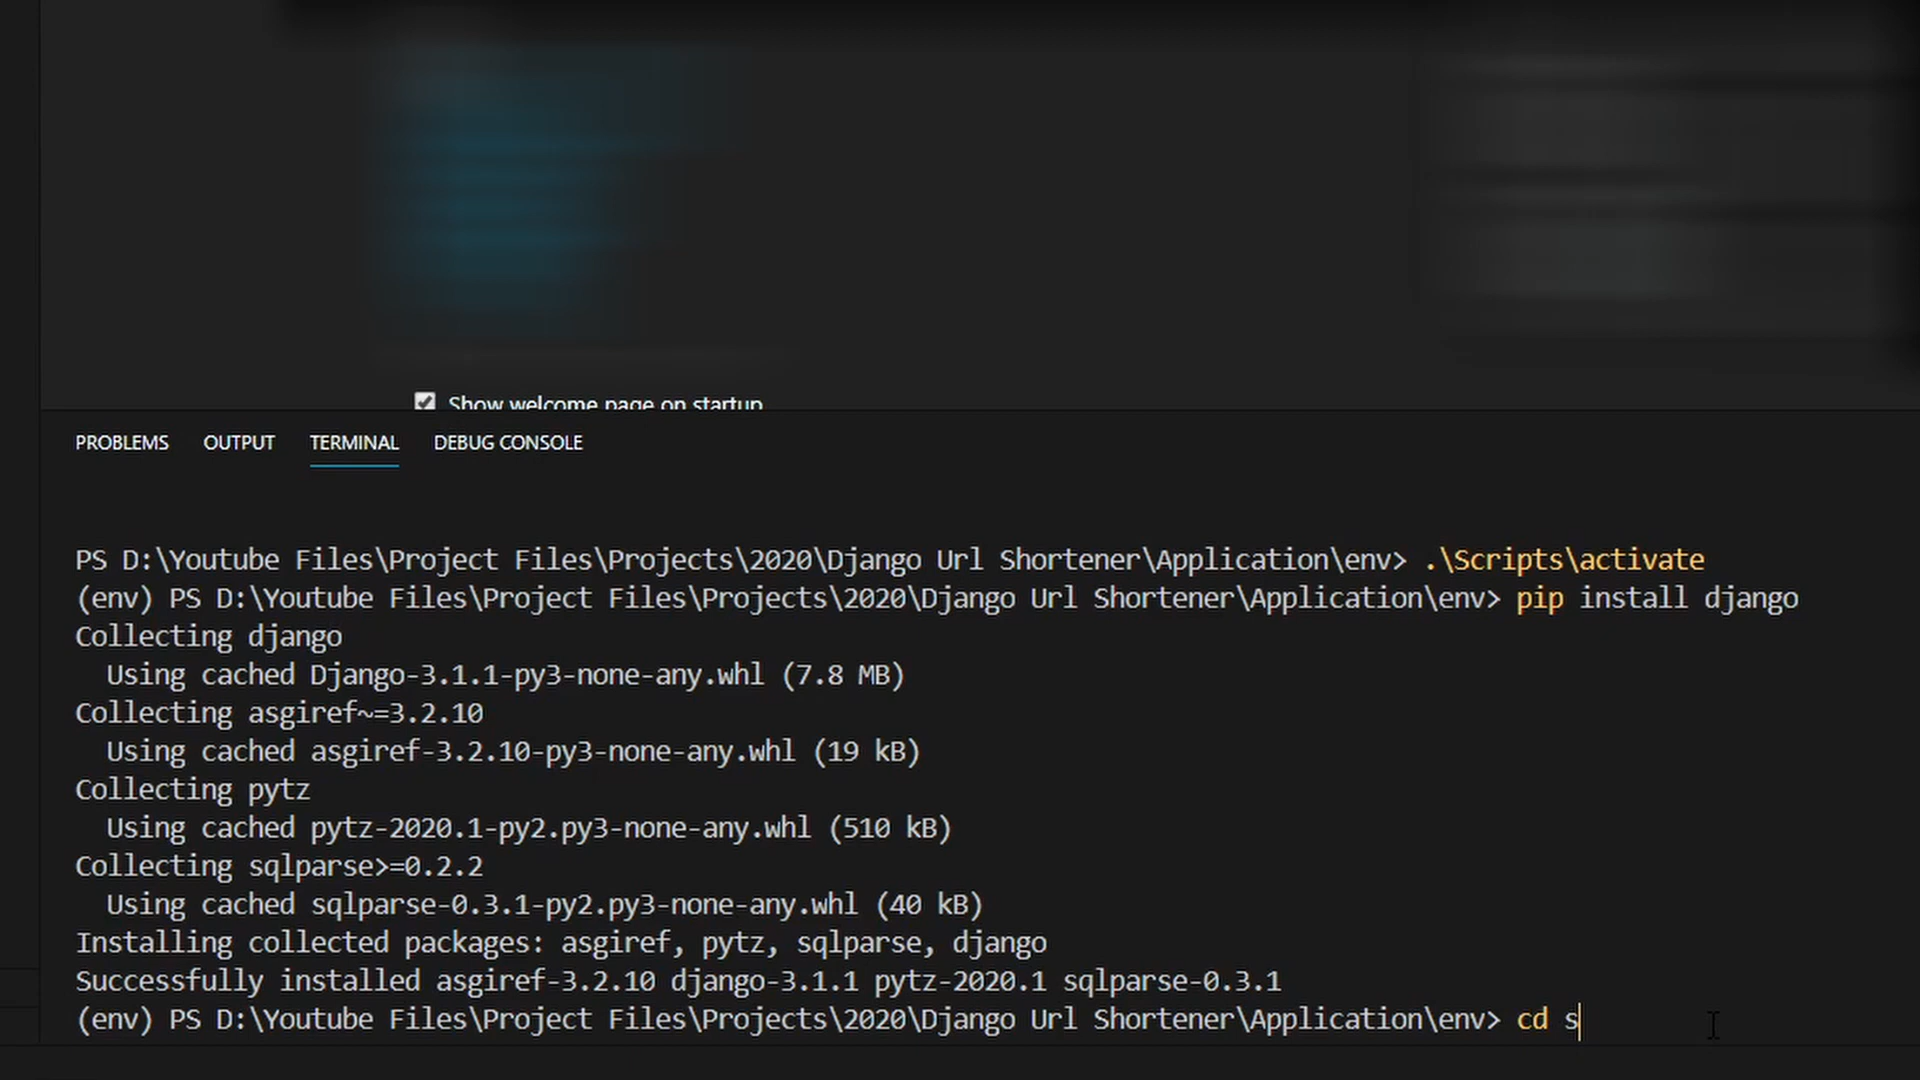 Show welcome page on startup
PROBLEMS OUTPUT TERMINAL DEBUG CONSOLE
PS D:\Youtube Files\Project Files\Projects\2020\Django Url Shortener\Application\env> .\Scripts\activate
(env) PS D:\Youtube Files\Project Files\Projects\2020\Django Url Shortener\Application\env> pip install django
Collecting django
  Using cached Django-3.1.1-py3-none-any.whl (7.8 MB)
Collecting asgiref~=3.2.10
  Using cached asgiref-3.2.10-py3-none-any.whl (19 kB)
Collecting pytz
  Using cached pytz-2020.1-py2.py3-none-any.whl (510 kB)
Collecting sqlparse>=0.2.2
  Using cached sqlparse-0.3.1-py2.py3-none-any.whl (40 kB)
Installing collected packages: asgiref, pytz, sqlparse, django
Successfully installed asgiref-3.2.10 django-3.1.1 pytz-2020.1 sqlparse-0.3.1
(env) PS D:\Youtube Files\Project Files\Projects\2020\Django Url Shortener\Application\env> cd s